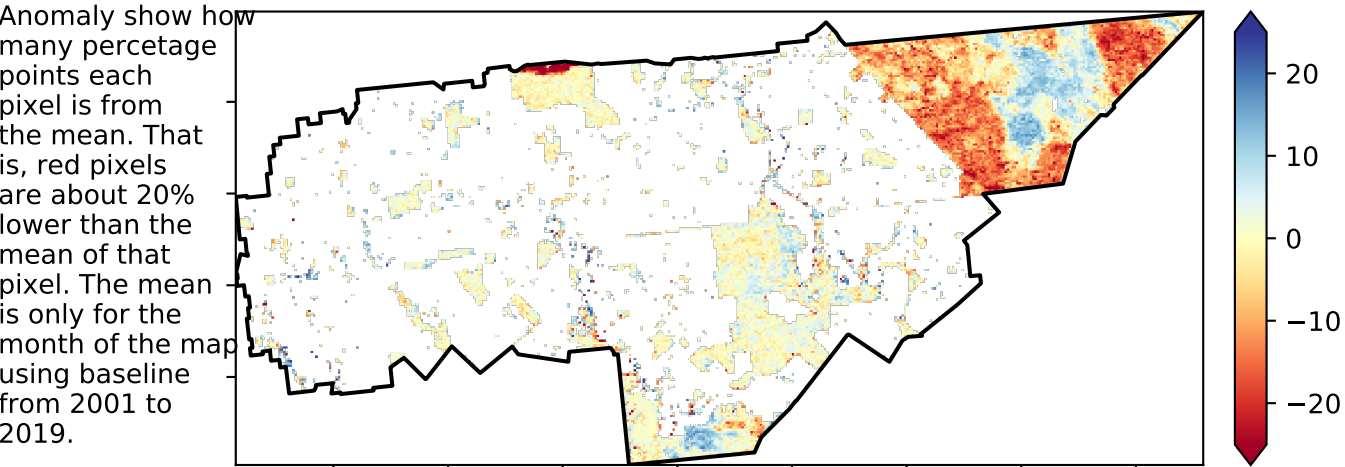 Anomaly show how
many percetage
points each
pixel is from
the mean. That
is, red pixels
are about 20%
lower than the
mean of that
pixel. The mean
is only for the
month of the map
using baseline
from 2001 to
2019.
20
10
0
−10
−20